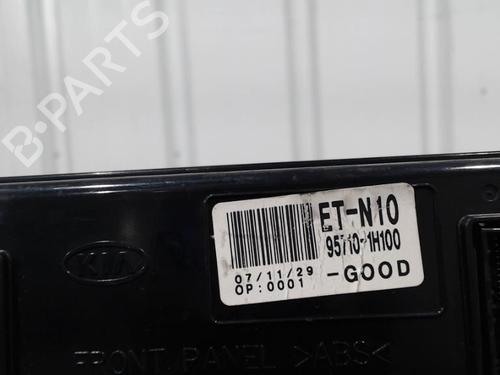 B-PARTS
ET-N10
95710-1H100
07/11/29
OP:0001
-GOOD
KIA
FRONT PANEL >ABS<